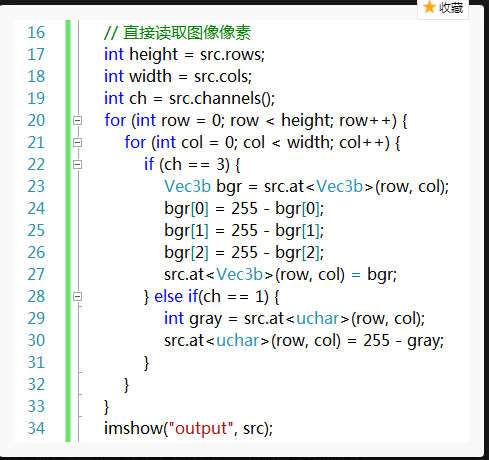 收藏
16 // 直接读取图像像素
17 int height = src.rows;
18 int width = src.cols;
19 int ch = src.channels();
20 for (int row = 0; row < height; row++) {
21 for (int col = 0; col < width; col++) {
22 if (ch == 3) {
23 Vec3b bgr = src.at<Vec3b>(row, col);
24 bgr[0] = 255 - bgr[0];
25 bgr[1] = 255 - bgr[1];
26 bgr[2] = 255 - bgr[2];
27 src.at<Vec3b>(row, col) = bgr;
28 } else if(ch == 1) {
29 int gray = src.at<uchar>(row, col);
30 src.at<uchar>(row, col) = 255 - gray;
31 }
32 }
33 }
34 imshow("output", src);